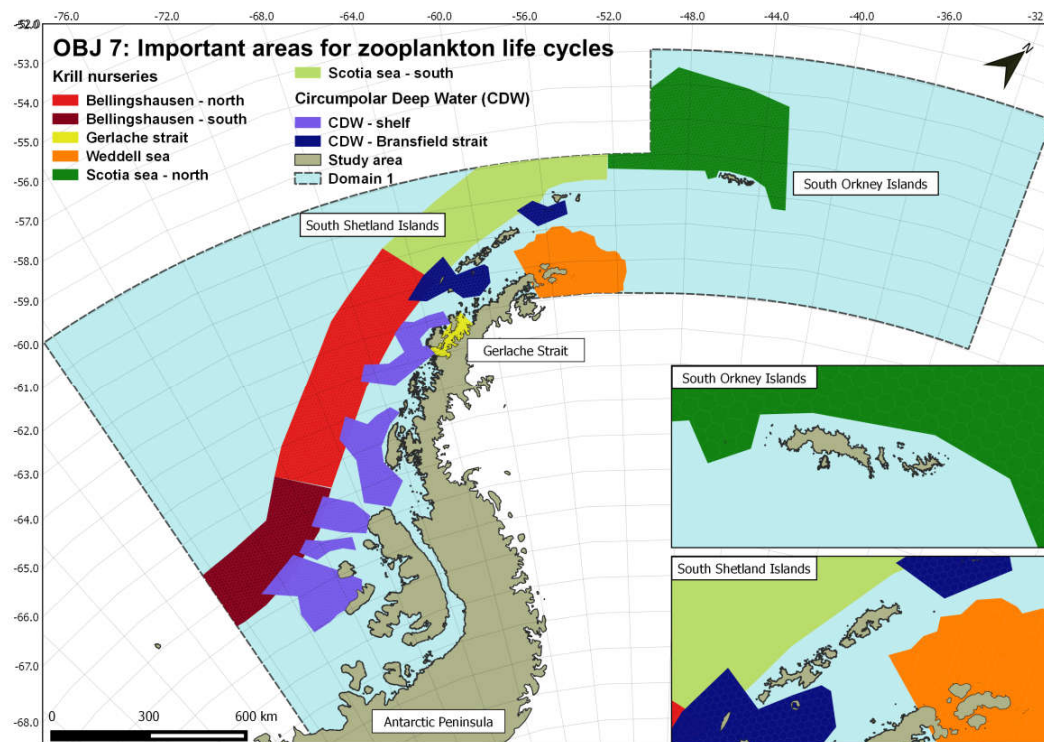 -52.0 -76.0 -72.0 -68.0 -64.0 -60.0 -56.0 -52.0 -48.0 -44.0 -40.0 -36.0 -32
OBJ 7: Important areas for zooplankton life cycles
N
Krill nurseries
Bellingshausen - north
Bellingshausen - south
Gerlache strait
Weddell sea
Scotia sea - north
Scotia sea - south
Circumpolar Deep Water (CDW)
CDW - shelf
CDW - Bransfield strait
Study area
Domain 1
-53.0
-54.0
-55.0
-56.0
-57.0
-58.0
-59.0
-60.0
-61.0
-62.0
-63.0
-64.0
-65.0
-66.0
-67.0
-68.0
South Orkney Islands
South Shetland Islands
Gerlache Strait
South Orkney Islands
South Shetland Islands
Antarctic Peninsula
0 300 600 km